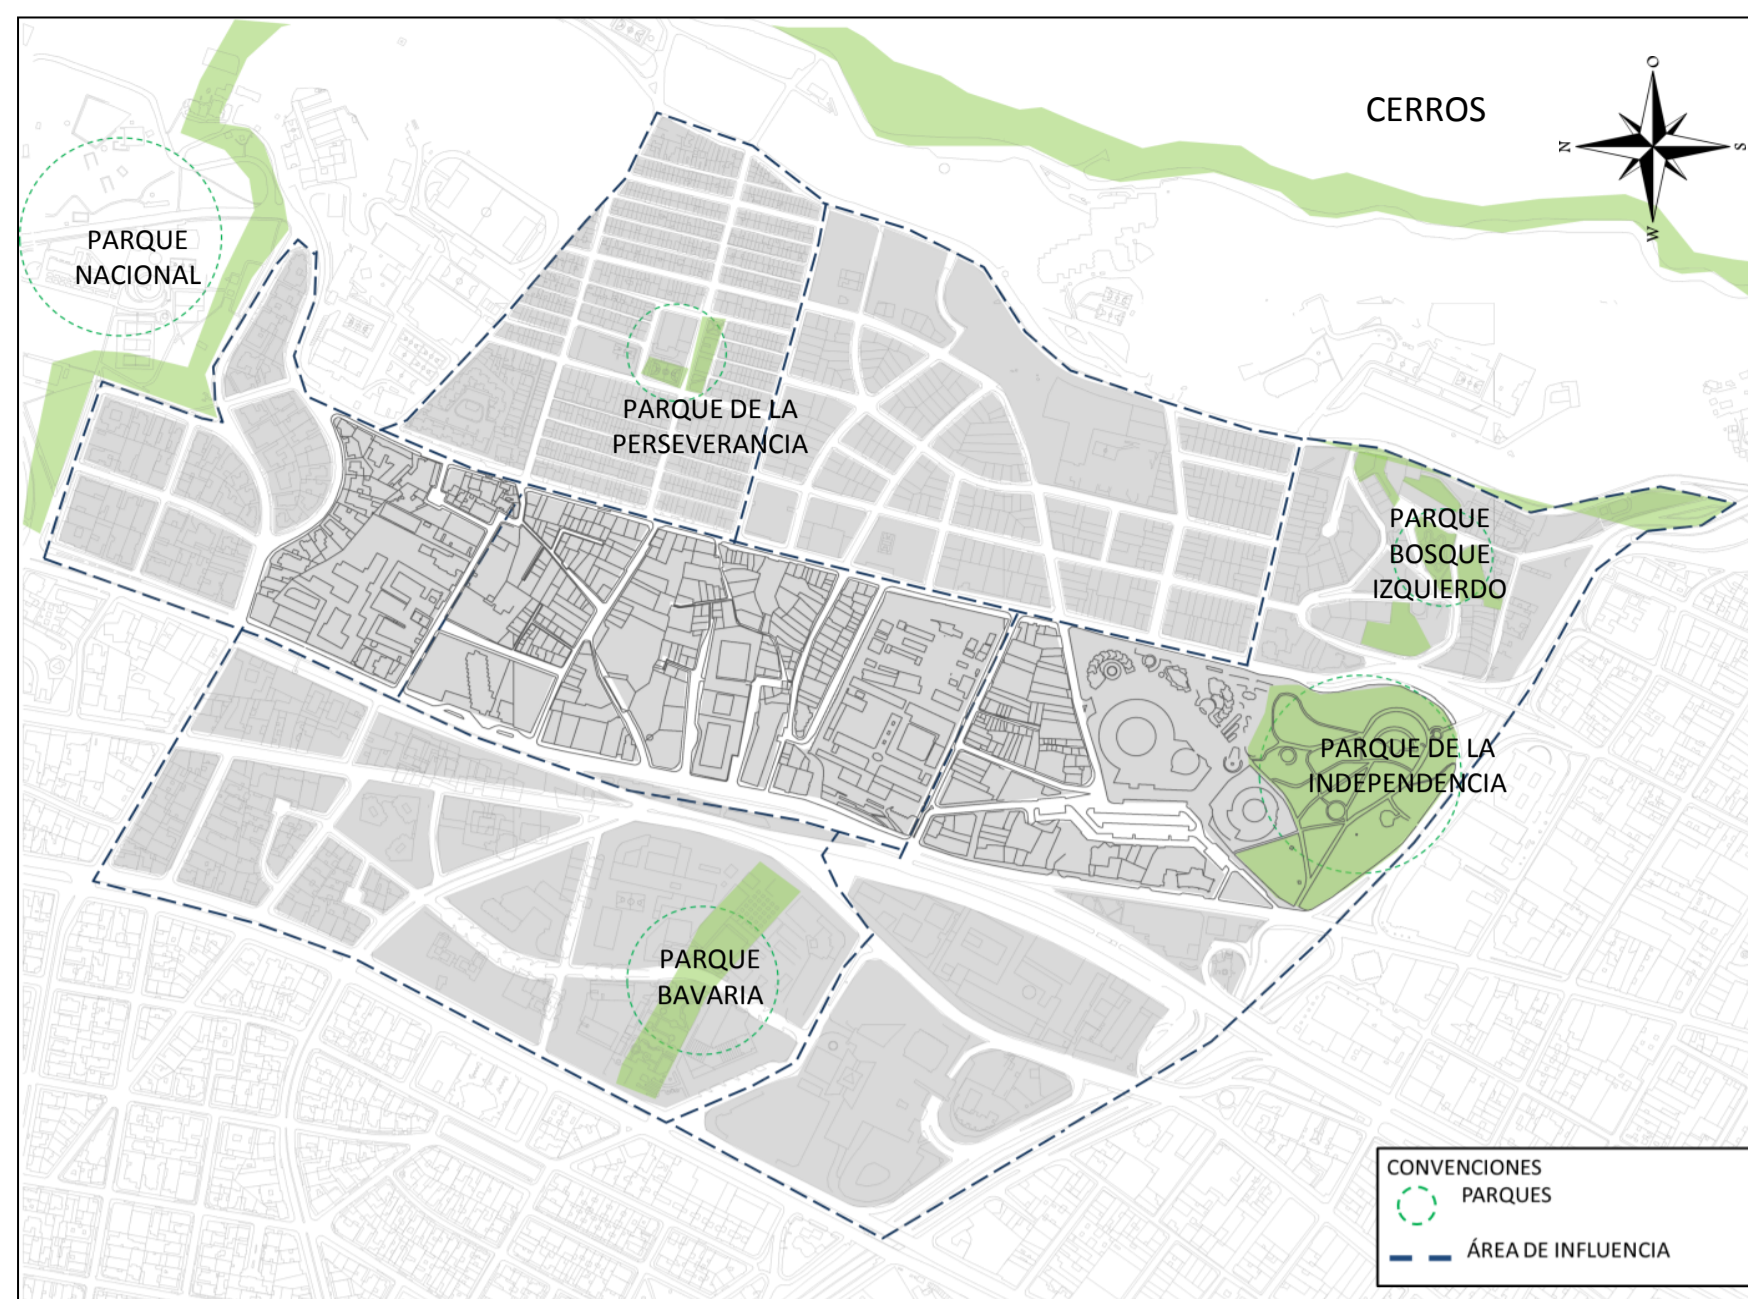 CERROS
O
N
S
W
PARQUE
NACIONAL
PARQUE DE LA
PERSEVERANCIA
PARQUE
BOSQUE
IZQUIERDO
PARQUE DE LA
INDEPENDENCIA
PARQUE
BAVARIA
CONVENCIONES
PARQUES
ÁREA DE INFLUENCIA